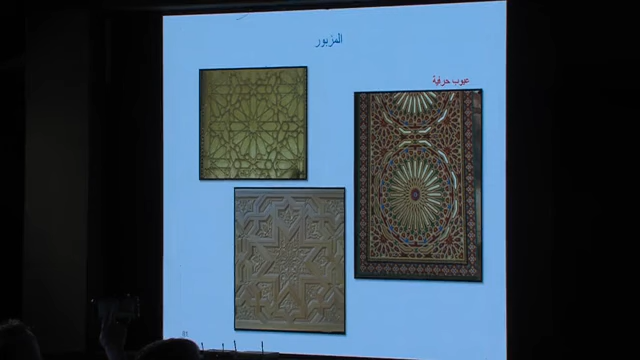 المزبور
عيوب حرفية